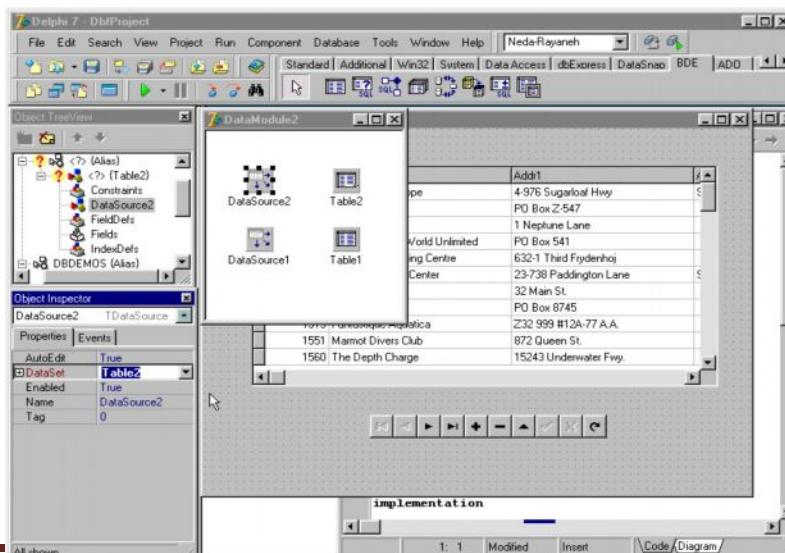 Delphi 7 - DbfProject
File Edit Search View Project Run Component Database Tools Window Help
Neda-Rayaneh
Standard Additional Win32 System Data Access dbExpress DataSnap BDE ADO
Object TreeView
<?> (Alias)
<?> (Table2)
Constraints
DataSource2
FieldDefs
Fields
IndexDefs
DBDEMOS (Alias)
DataModule2
DataSource2 Table2
DataSource1 Table1
Addr1
4-976 Sugarloaf Hwy
PO Box Z-547
1 Neptune Lane
World Unlimited PO Box 541
ing Centre 632-1 Third Frydenhoj
Center 23-738 Paddington Lane
32 Main St.
PO Box 8745
Z32 999 #12A-77 A.A.
1551 Marmot Divers Club 872 Queen St.
1560 The Depth Charge 15243 Underwater Fwy.
Object Inspector
DataSource2 TDataSource
Properties Events
AutoEdit True
DataSet Table2
Enabled True
Name DataSource2
Tag 0
All shown
implementation
1: 1 Modified Insert Code Diagram